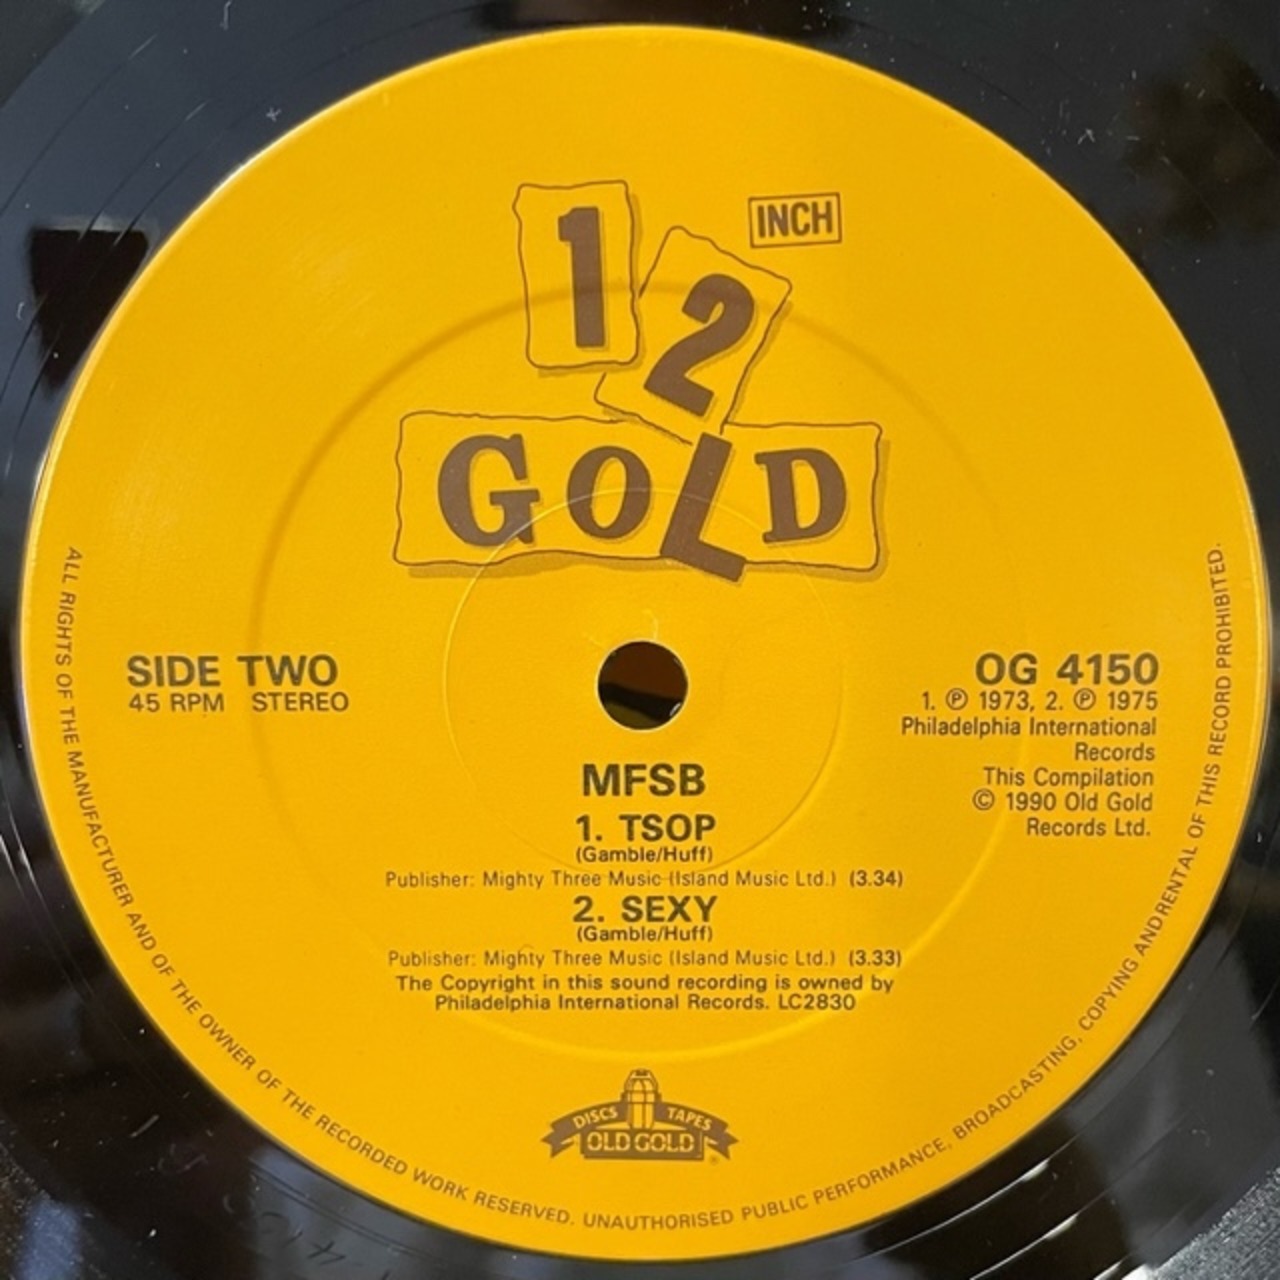 12
INCH
GOLD
SIDE TWO
45 RPM STEREO
OG 4150
1. ℗ 1973, 2. ℗ 1975
Philadelphia International
Records
This Compilation
© 1990 Old Gold
Records Ltd.
MFSB
1. TSOP
(Gamble/Huff)
Publisher: Mighty Three Music (Island Music Ltd.) (3.34)
2. SEXY
(Gamble/Huff)
Publisher: Mighty Three Music (Island Music Ltd.) (3.33)
The Copyright in this sound recording is owned by
Philadelphia International Records. LC2830
DISCS TAPES
OLD GOLD
ALL RIGHTS OF THE MANUFACTURER AND OF THE OWNER OF THE RECORDED WORK RESERVED. UNAUTHORISED PUBLIC PERFORMANCE, BROADCASTING, COPYING ANDRENTAL OF THIS RECORD PROHIBITED.